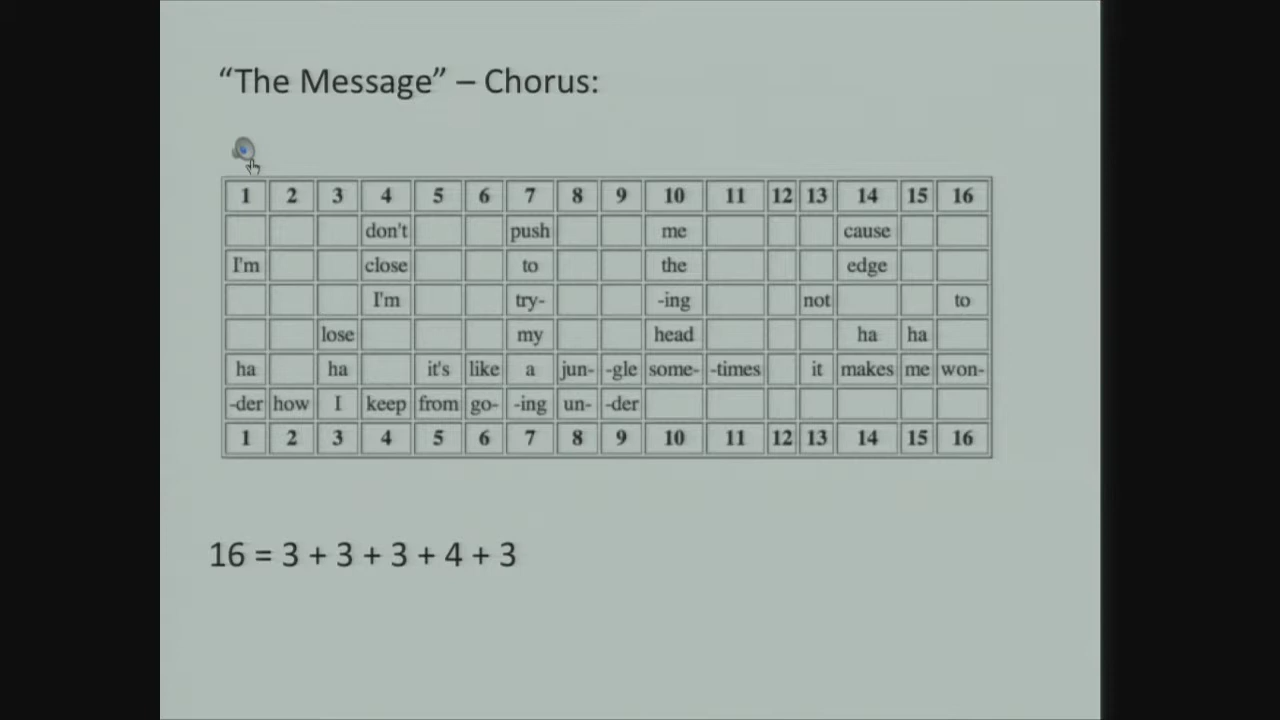 “The Message” – Chorus:
1 2 3 4 5 6 7 8 9 10 11 12 13 14 15 16
don't push me cause
I'm close to the edge
I'm try- -ing not to
lose my head ha ha
ha ha it's like a jun- -gle some- -times it makes me won-
-der how I keep from go- -ing un- -der
1 2 3 4 5 6 7 8 9 10 11 12 13 14 15 16
16 = 3 + 3 + 3 + 4 + 3